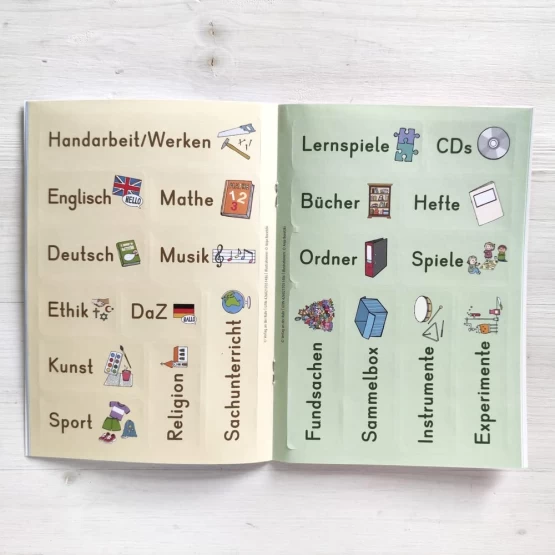 Handarbeit/Werken
Englisch
HELLO
Mathe
Deutsch
Musik
Ethik
DaZ
HALLO
Kunst
Sport
Religion
Sachunterricht
Lernspiele
CDs
Bücher
Hefte
Ordner
Spiele
Fundsachen
Sammelbox
Instrumente
Experimente